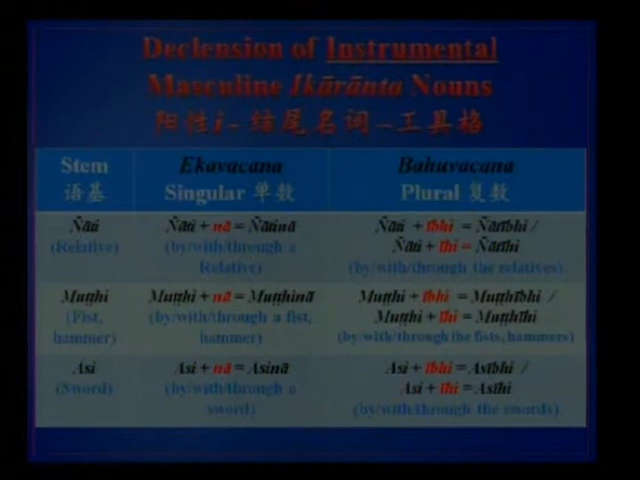 Declension of Instrumental
Masculine Ikārānta Nouns
阳性i- 结尾名词 –工具格
Stem
语基
Ekavacana
Singular 单数
Bahuvacana
Plural 复数
Ñāti
(Relative)
Ñāti + nā = Ñātinā
(by/with/through a
Relative)
Ñāti + ībhi = Ñātībhi /
Ñāti + īhi = Ñātīhi
(by/with/through the relatives)
Muṭṭhi
(Fist,
hammer)
Muṭṭhi + nā = Muṭṭhinā
(by/with/through a fist,
hammer)
Muṭṭhi + ībhi = Muṭṭhībhi /
Muṭṭhi + īhi = Muṭṭhīhi
(by/with/through the fists, hammers)
Asi
(Sword)
Asi + nā = Asinā
(by/with/through a
sword)
Asi + ībhi = Asībhi /
Asi + īhi = Asīhi
(by/with/through the swords)